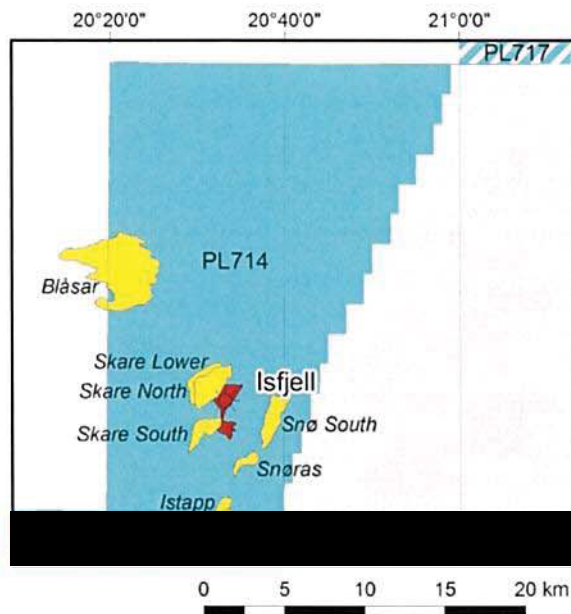 20°20'0" 20°40'0" 21°0'0"
PL717
PL714
Blåsar
Skare Lower
Skare North
Isfjell
Skare South
Snø South
Snøras
Istapp
0 5 10 15 20 km